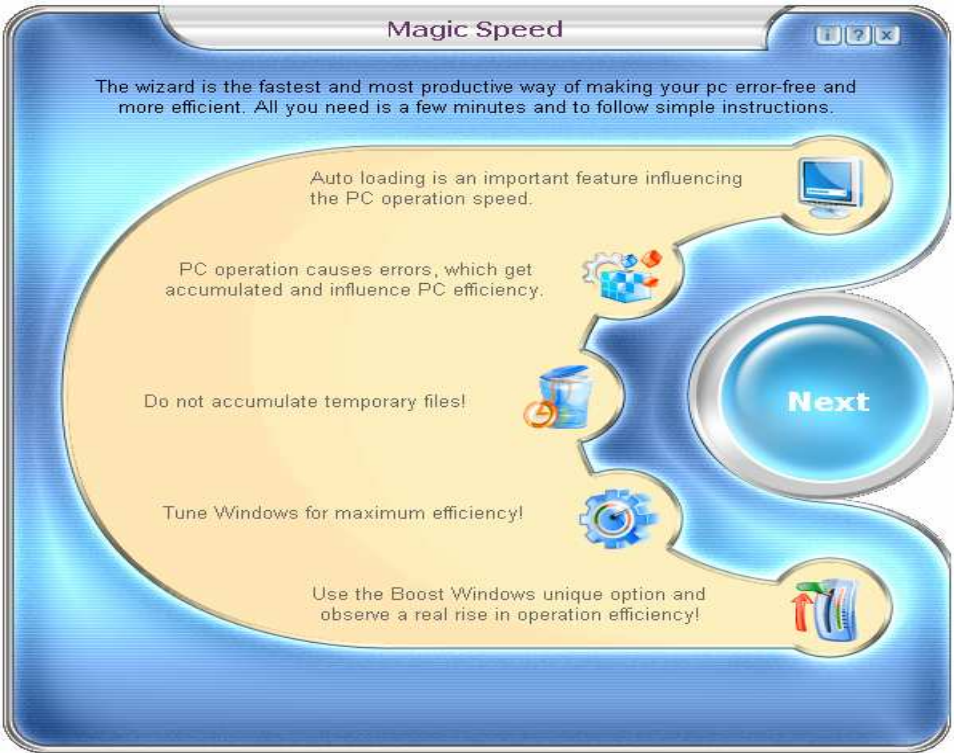 Magic Speed
i ? x
The wizard is the fastest and most productive way of making your pc error-free and
more efficient. All you need is a few minutes and to follow simple instructions.
Auto loading is an important feature influencing
the PC operation speed.
PC operation causes errors, which get
accumulated and influence PC efficiency.
Do not accumulate temporary files!
Next
Tune Windows for maximum efficiency!
Use the Boost Windows unique option and
observe a real rise in operation efficiency!